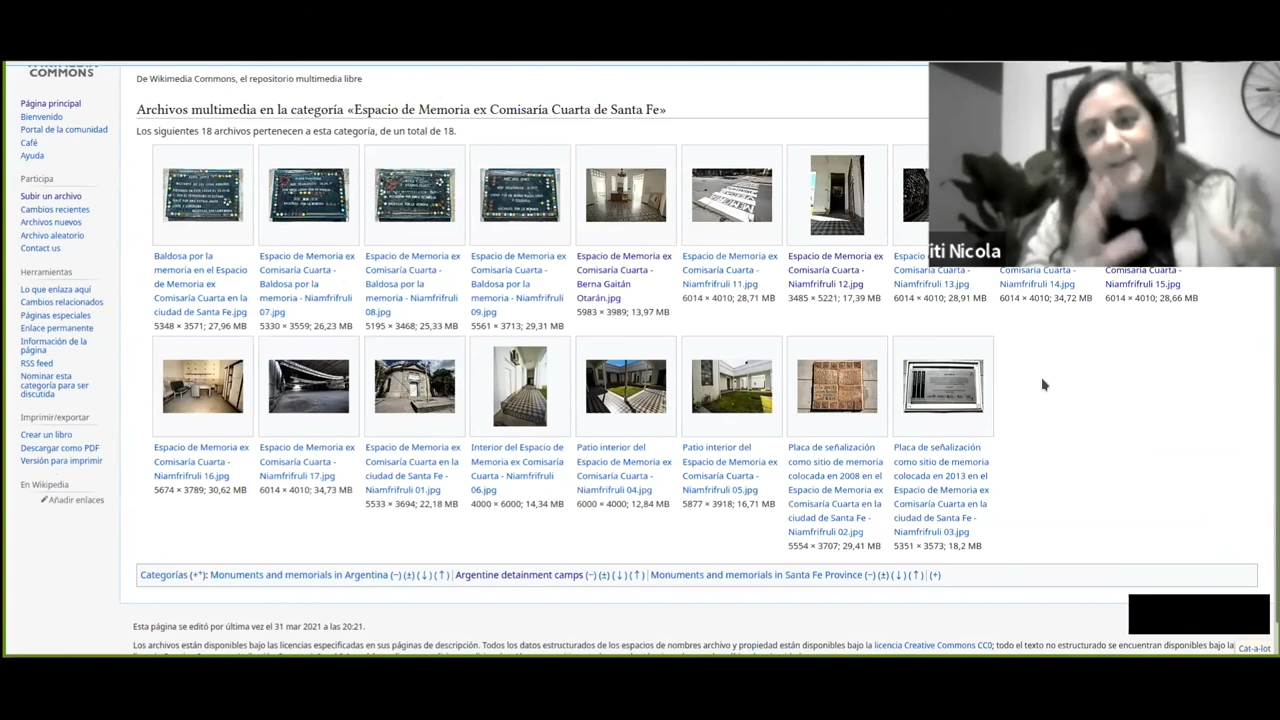 COMMONS
Página principal
Bienvenido
Portal de la comunidad
Café
Ayuda
Participa
Subir un archivo
Cambios recientes
Archivos nuevos
Archivo aleatorio
Contact us
Herramientas
Lo que enlaza aquí
Cambios relacionados
Páginas especiales
Enlace permanente
Información de la
página
RSS feed
Nominar esta
categoría para ser
discutida
Imprimir/exportar
Crear un libro
Descargar como PDF
Versión para imprimir
En Wikipedia
Añadir enlaces
De Wikimedia Commons, el repositorio multimedia libre
Archivos multimedia en la categoría «Espacio de Memoria ex Comisaría Cuarta de Santa Fe»
Los siguientes 18 archivos pertenecen a esta categoria, de un total de 18.
Baldosa por la
memoria en el Espacio
de Memoria ex
Comisaría Cuarta en la
ciudad de Santa Fe.jpg
5348 × 3571; 27,96 MB
Espacio de Memoria ex
Comisaría Cuarta -
Baldosa por la
memoria - Niamfrifruli
07.jpg
5330 × 3559; 26,23 MB
Espacio de Memoria ex
Comisaría Cuarta -
Baldosa por la
memoria - Niamfrifruli
08.jpg
5195 × 3468; 25,33 MB
Espacio de Memoria ex
Comisaría Cuarta -
Baldosa por la
memoria - Niamfrifruli
09.jpg
5561 × 3713; 29,31 MB
Espacio de Memoria ex
Comisaría Cuarta -
Berna Gaitán
Otarán.jpg
5983 × 3989; 13,97 MB
Espacio de Memoria ex
Comisaría Cuarta -
Niamfrifruli 11.jpg
6014 × 4010; 28,71 MB
Espacio de Memoria ex
Comisaría Cuarta -
Niamfrifruli 12.jpg
3485 × 5221; 17,39 MB
Espacio
Comisaría Cuarta -
Niamfrifruli 13.jpg
6014 × 4010; 28,91 MB
Comisaría Cuarta -
Niamfrifruli 14.jpg
6014 × 4010; 34,72 MB
Comisaría Cuarta -
Niamfrifruli 15.jpg
6014 × 4010; 28,66 MB
iti Nicola
Espacio de Memoria ex
Comisaría Cuarta -
Niamfrifruli 16.jpg
5674 × 3789; 30,62 MB
Espacio de Memoria ex
Comisaría Cuarta -
Niamfrifruli 17.jpg
6014 × 4010; 34,73 MB
Espacio de Memoria ex
Comisaría Cuarta en la
ciudad de Santa Fe -
Niamfrifruli 01.jpg
5533 × 3694; 22,18 MB
Interior del Espacio de
Memoria ex Comisaría
Cuarta - Niamfrifruli
06.jpg
4000 × 6000; 14,34 MB
Patio interior del
Espacio de Memoria ex
Comisaría Cuarta -
Niamfrifruli 04.jpg
6000 × 4000; 12,84 MB
Patio interior del
Espacio de Memoria ex
Comisaría Cuarta -
Niamfrifruli 05.jpg
5877 × 3918; 16,71 MB
Placa de señalización
como sitio de memoria
colocada en 2008 en el
Espacio de Memoria ex
Comisaría Cuarta en la
ciudad de Santa Fe -
Niamfrifruli 02.jpg
5554 × 3707; 29,41 MB
Placa de señalización
como sitio de memoria
colocada en 2013 en el
Espacio de Memoria ex
Comisaría Cuarta en la
ciudad de Santa Fe -
Niamfrifruli 03.jpg
5351 × 3573; 18,2 MB
Categorías (+⁺): Monuments and memorials in Argentina (−) (±) (↓) (↑) | Argentine detainment camps (−) (±) (↓) (↑) | Monuments and memorials in Santa Fe Province (−) (±) (↓) (↑) | (+)
Esta página se editó por última vez el 31 mar 2021 a las 20:21.
Los archivos están disponibles bajo las licencias especificadas en sus páginas de descripción. Todos los datos estructurados de los espacios de nombres archivo y propiedad están disponibles bajo la licencia Creative Commons CC0; todo el texto no estructurado se encuentran disponibles bajo la
Cat-a-lot